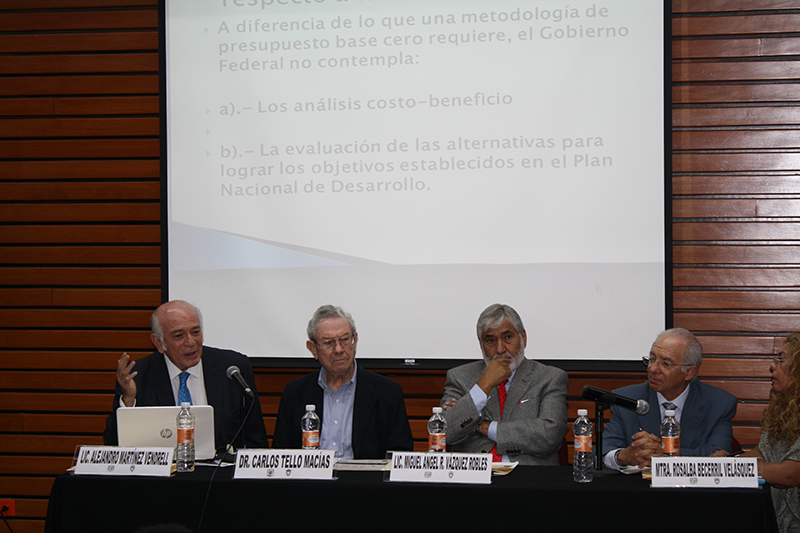 A diferencia de lo que una metodología de
presupuesto base cero requiere, el Gobierno
Federal no contempla:
a).- Los análisis costo-beneficio
b).- La evaluación de las alternativas para
lograr los objetivos establecidos en el Plan
Nacional de Desarrollo.
LIC. ALEJANDRO MARTÍNEZ VENDRELL
DR. CARLOS TELLO MACÍAS
LIC. MIGUEL ÁNGEL R. VÁZQUEZ ROBLES
MTRA. ROSALBA BECERRIL VELÁSQUEZ
hp